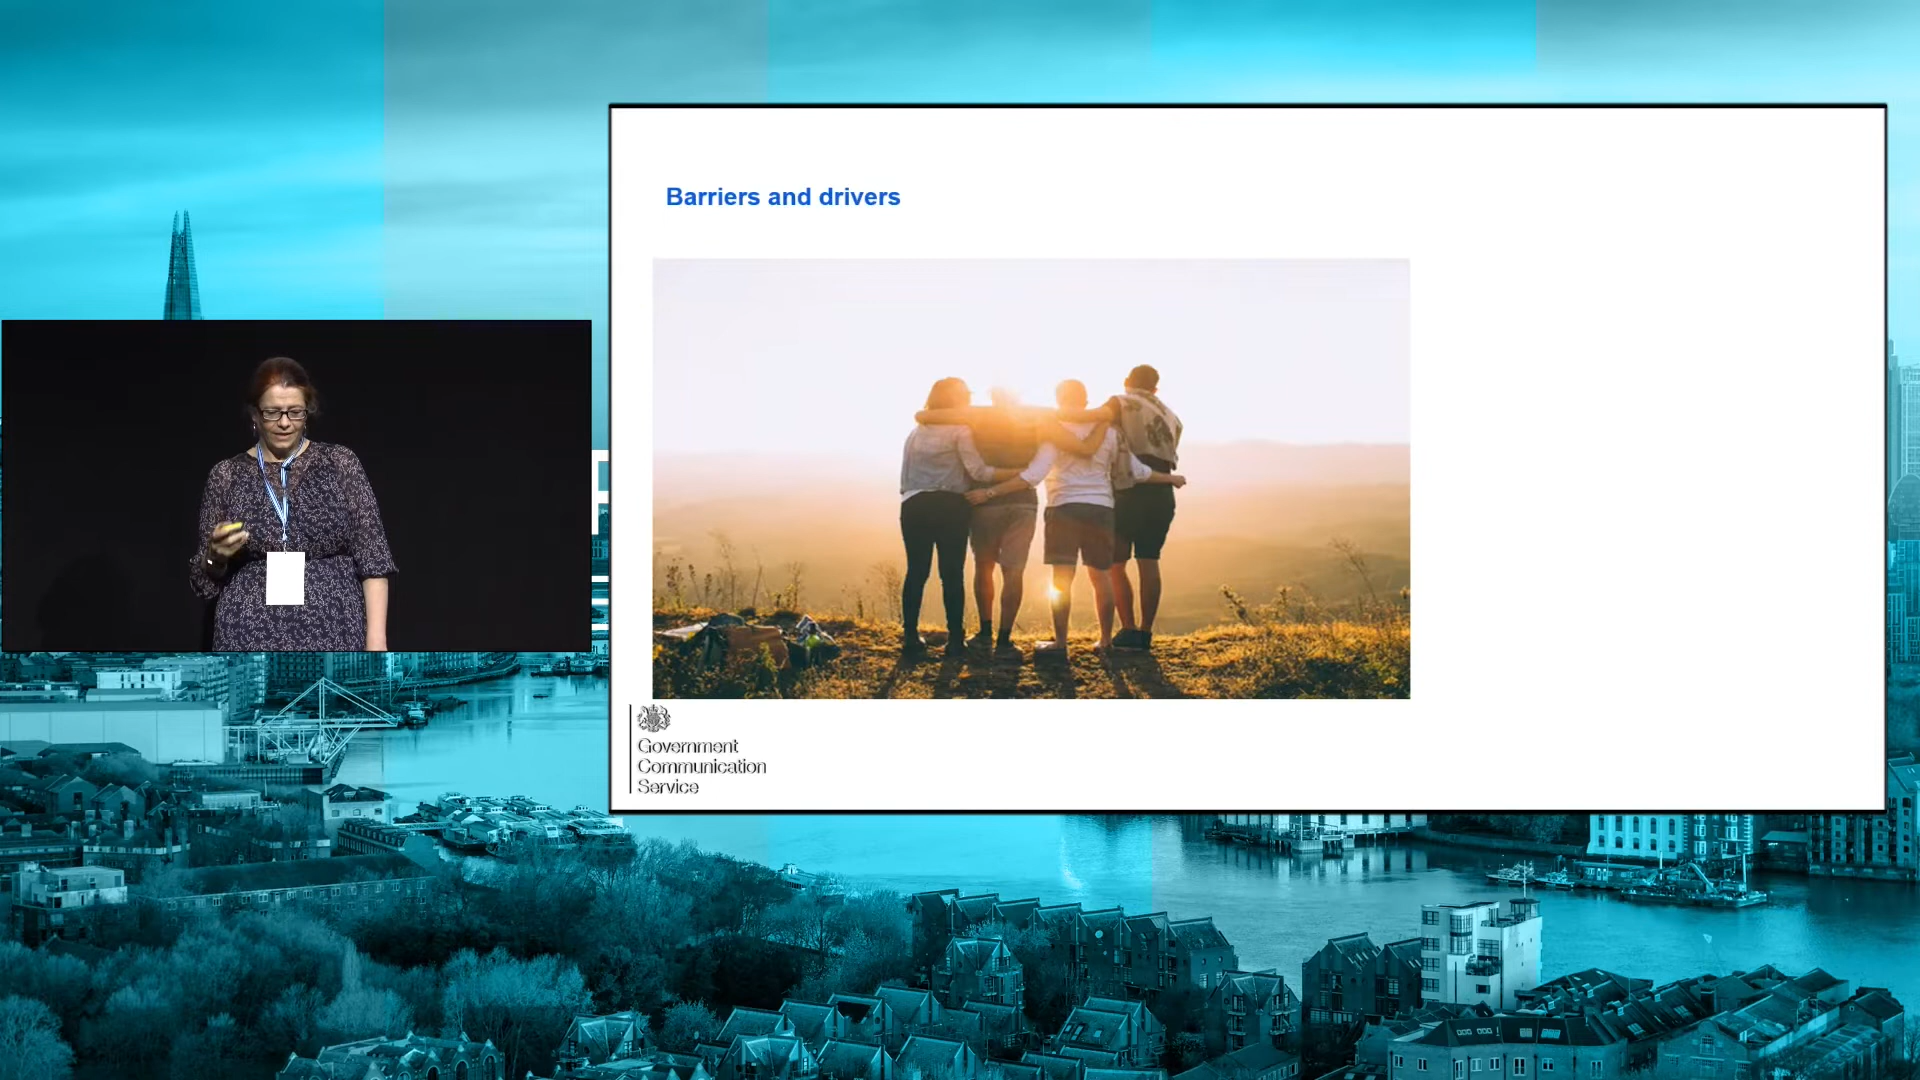 Barriers and drivers
Government
Communication
Service